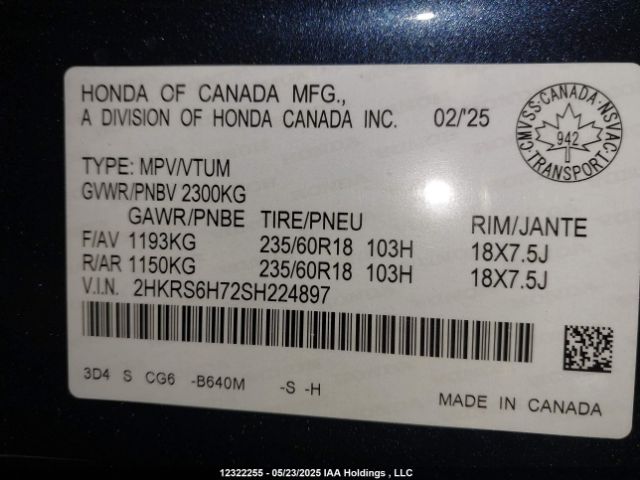 HONDA OF CANADA MFG.,
A DIVISION OF HONDA CANADA INC. 02/'25
CMVSS·CANADA·NSVAC
942
TRANSPORT
TYPE: MPV/VTUM
GVWR/PNBV 2300KG
GAWR/PNBE TIRE/PNEU RIM/JANTE
F/AV 1193KG 235/60R18 103H 18X7.5J
R/AR 1150KG 235/60R18 103H 18X7.5J
V.I.N. 2HKRS6H72SH224897
3D4 S CG6 -B640M -S -H
MADE IN CANADA
12322255 - 05/23/2025 IAA Holdings , LLC